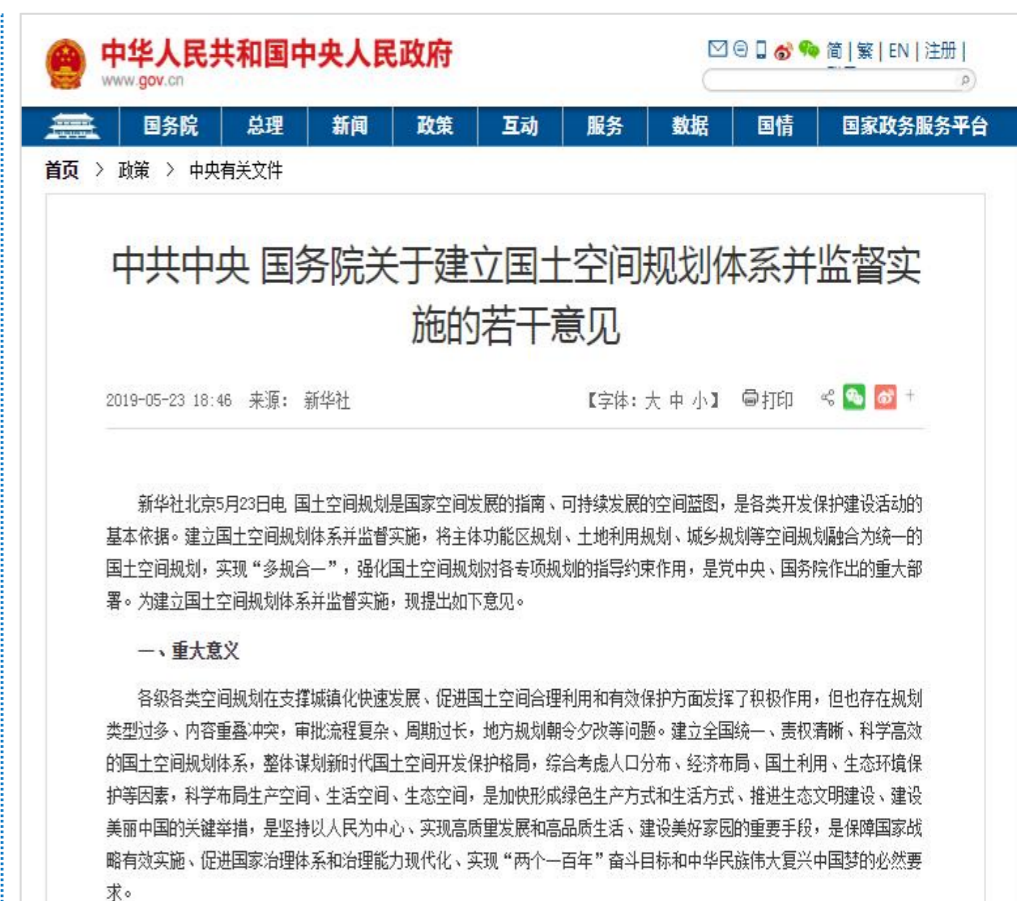 中华人民共和国中央人民政府
www.gov.cn
简 | 繁 | EN | 注册 |
国务院 总理 新闻 政策 互动 服务 数据 国情 国家政务服务平台
首页 > 政策 > 中央有关文件
中共中央 国务院关于建立国土空间规划体系并监督实
施的若干意见
2019-05-23 18:46 来源： 新华社 【字体：大 中 小】 打印 +
新华社北京5月23日电 国土空间规划是国家空间发展的指南、可持续发展的空间蓝图，是各类开发保护建设活动的
基本依据。建立国土空间规划体系并监督实施，将主体功能区规划、土地利用规划、城乡规划等空间规划融合为统一的
国土空间规划，实现“多规合一”，强化国土空间规划对各专项规划的指导约束作用，是党中央、国务院作出的重大部
署。为建立国土空间规划体系并监督实施，现提出如下意见。
一、重大意义
各级各类空间规划在支撑城镇化快速发展、促进国土空间合理利用和有效保护方面发挥了积极作用，但也存在规划
类型过多、内容重叠冲突，审批流程复杂、周期过长，地方规划朝令夕改等问题。建立全国统一、责权清晰、科学高效
的国土空间规划体系，整体谋划新时代国土空间开发保护格局，综合考虑人口分布、经济布局、国土利用、生态环境保
护等因素，科学布局生产空间、生活空间、生态空间，是加快形成绿色生产方式和生活方式、推进生态文明建设、建设
美丽中国的关键举措，是坚持以人民为中心、实现高质量发展和高品质生活、建设美好家园的重要手段，是保障国家战
略有效实施、促进国家治理体系和治理能力现代化、实现“两个一百年”奋斗目标和中华民族伟大复兴中国梦的必然要
求。